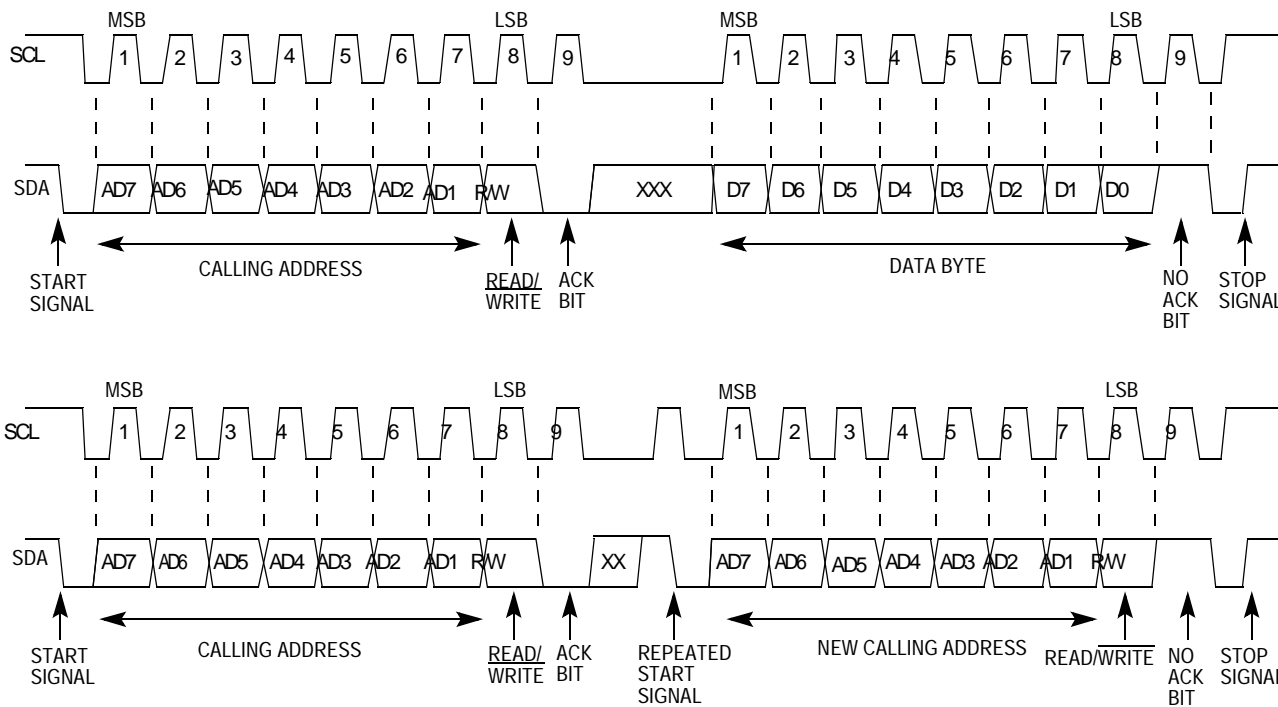 MSB LSB MSB LSB
SCL 1 2 3 4 5 6 7 8 9 1 2 3 4 5 6 7 8 9
SDA AD7 AD6 AD5 AD4 AD3 AD2 AD1 R/W XXX D7 D6 D5 D4 D3 D2 D1 D0
CALLING ADDRESS DATA BYTE
START
SIGNAL
READ/
WRITE
ACK
BIT
NO
ACK
BIT
STOP
SIGNAL
MSB LSB MSB LSB
SCL 1 2 3 4 5 6 7 8 9 1 2 3 4 5 6 7 8 9
SDA AD7 AD6 AD5 AD4 AD3 AD2 AD1 R/W XX AD7 AD6 AD5 AD4 AD3 AD2 AD1 R/W
CALLING ADDRESS NEW CALLING ADDRESS
START
SIGNAL
READ/
WRITE
ACK
BIT
REPEATED
START
SIGNAL
READ/WRITE
NO
ACK
BIT
STOP
SIGNAL